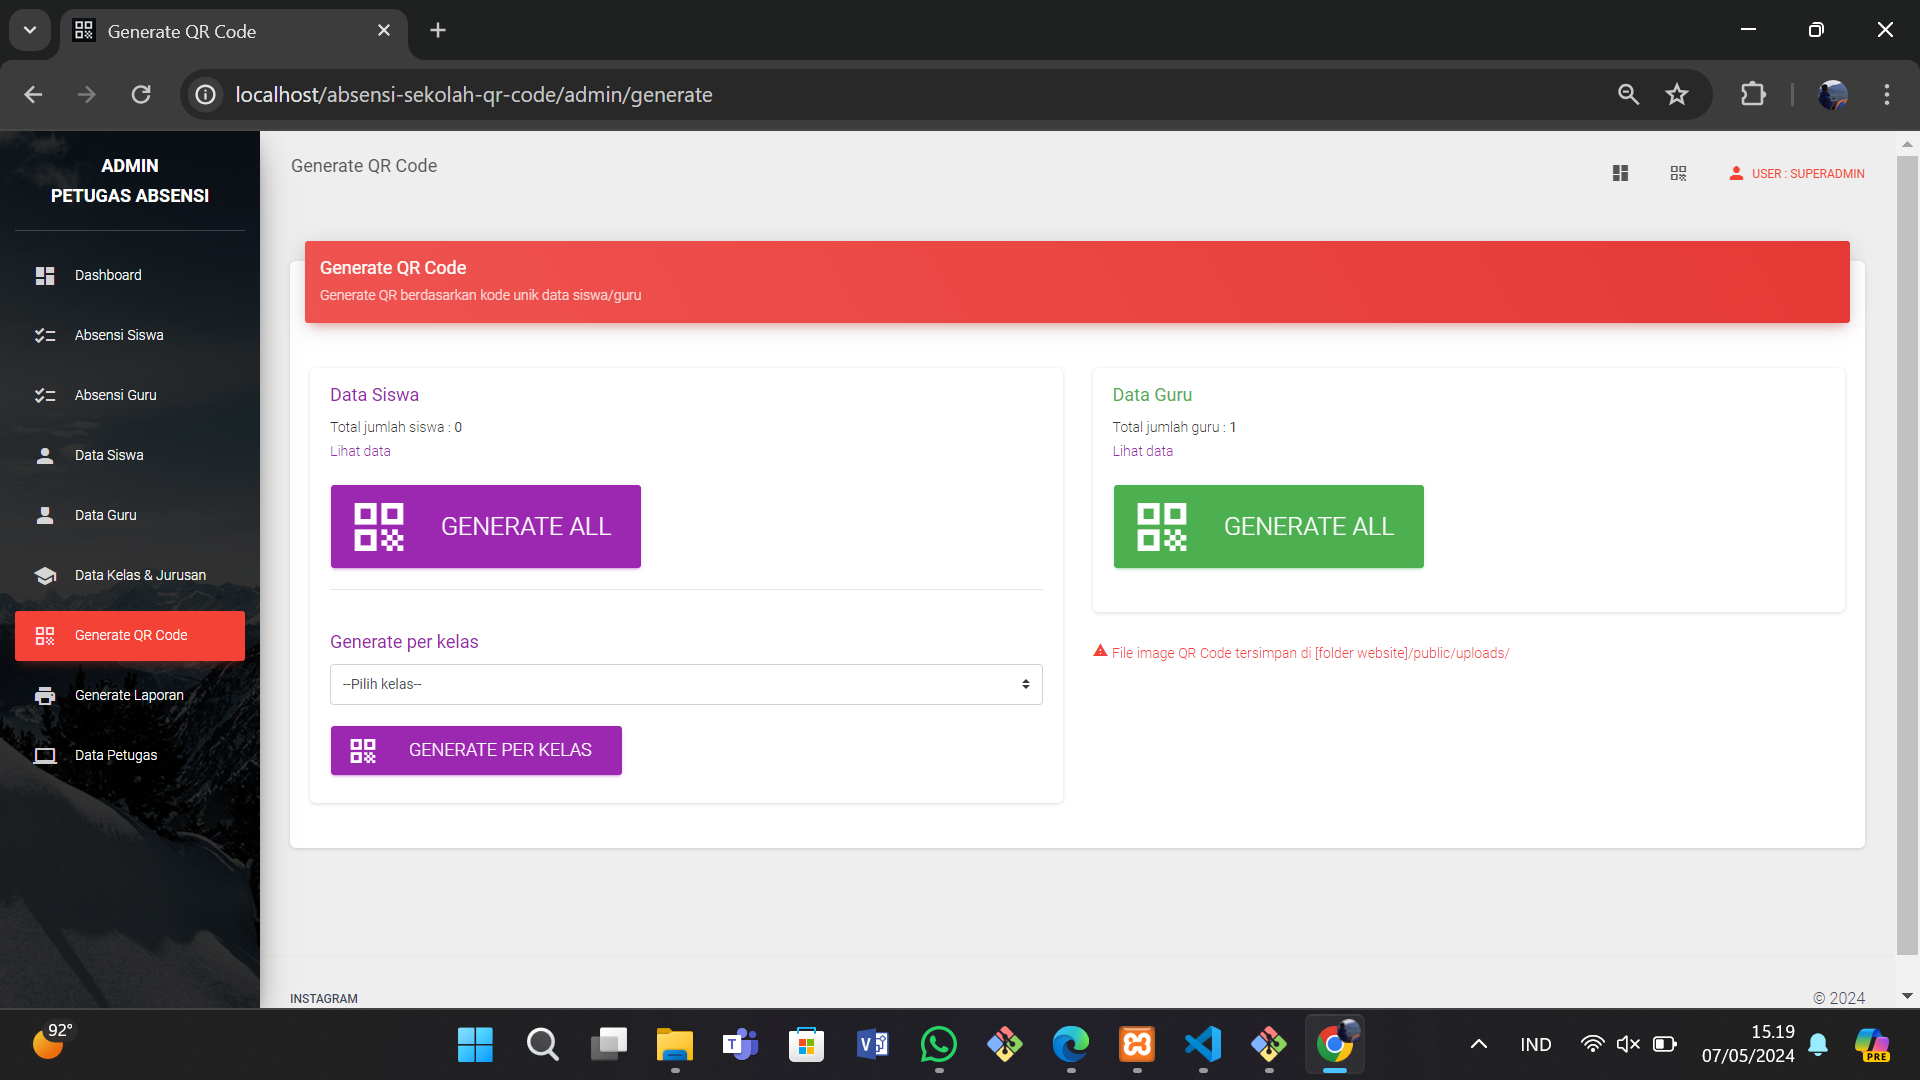 Generate QR Code
localhost/absensi-sekolah-qr-code/admin/generate
ADMIN
PETUGAS ABSENSI
Dashboard
Absensi Siswa
Absensi Guru
Data Siswa
Data Guru
Data Kelas & Jurusan
Generate QR Code
Generate Laporan
Data Petugas
Generate QR Code
USER : SUPERADMIN
Generate QR Code
Generate QR berdasarkan kode unik data siswa/guru
Data Siswa
Total jumlah siswa : 0
Lihat data
GENERATE ALL
Generate per kelas
--Pilih kelas--
GENERATE PER KELAS
Data Guru
Total jumlah guru : 1
Lihat data
GENERATE ALL
File image QR Code tersimpan di [folder website]/public/uploads/
INSTAGRAM
© 2024
92°
IND
15.19
07/05/2024
PRE